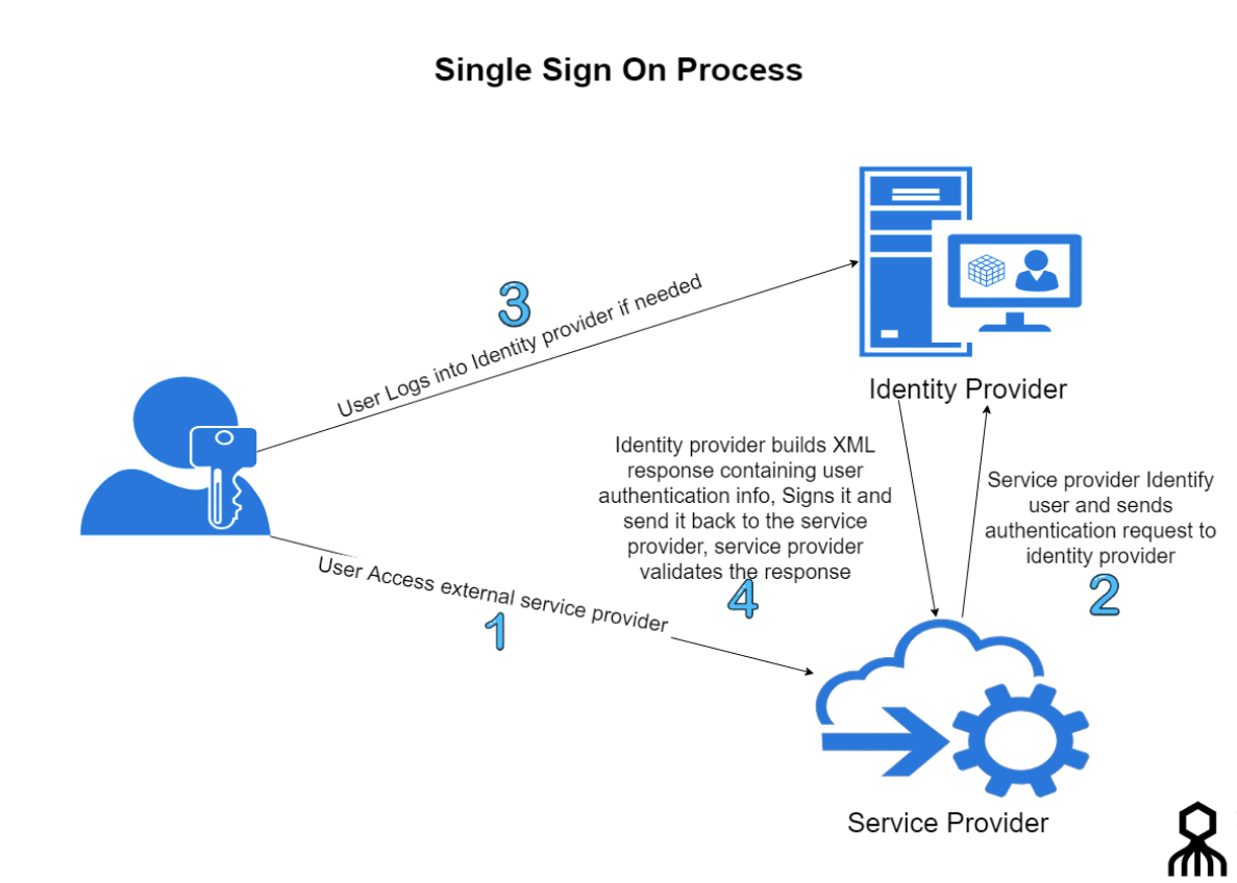 Single Sign On Process
3
User Logs into Identity provider if needed
Identity Provider
Identity provider builds XML
response containing user
authentication info, Signs it and
send it back to the service
provider, service provider
validates the response
4
Service provider Identify
user and sends
authentication request to
identity provider
2
User Access external service provider
1
Service Provider